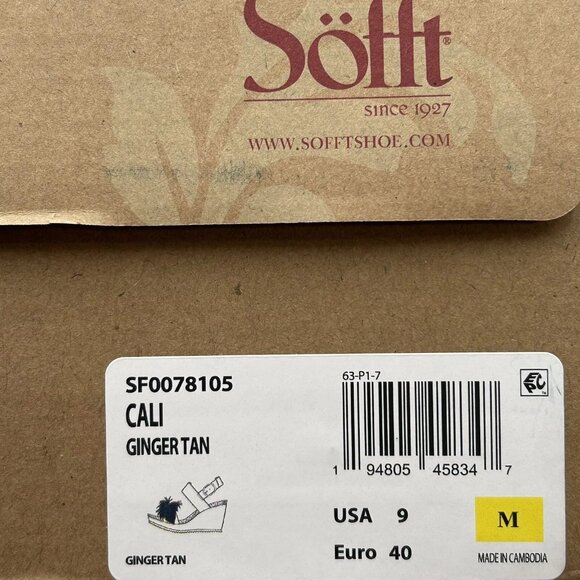 Söfft®
since 1927
WWW.SOFFTSHOE.COM
SF0078105
CALI
GINGER TAN
63-P1-7
1 94805 45834 7
USA 9
Euro 40
M
GINGER TAN
MADE IN CAMBODIA